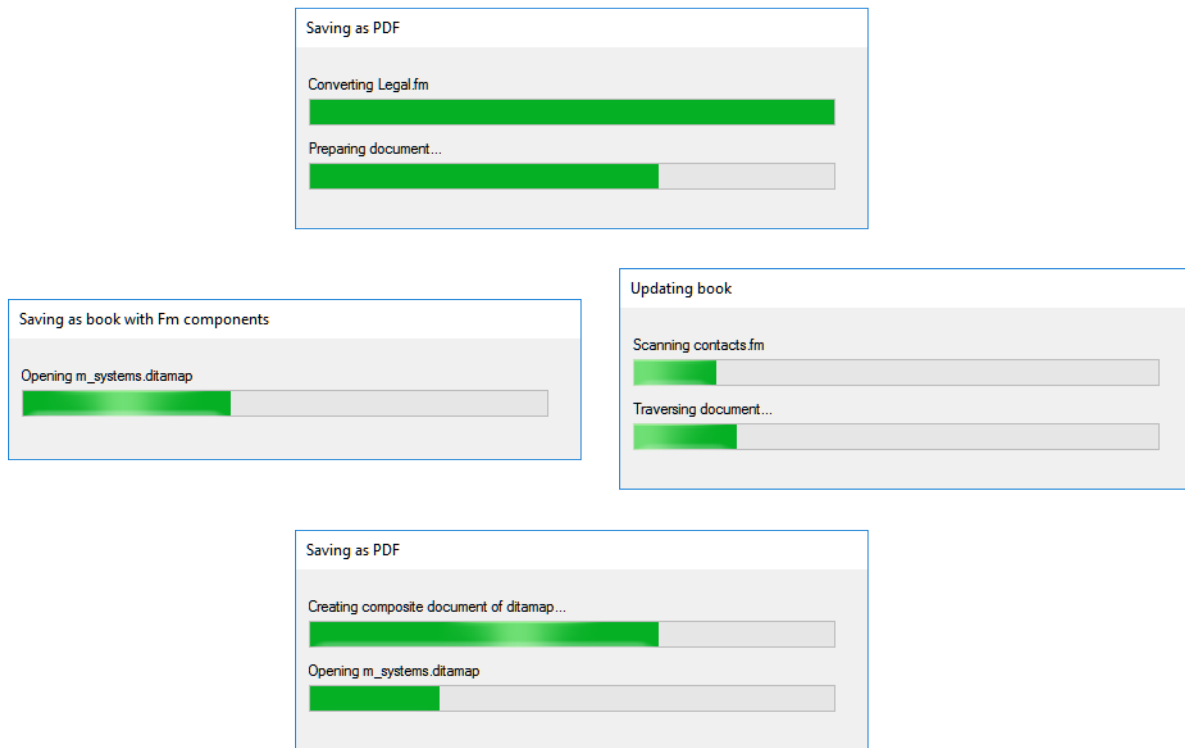 Saving as PDF
Converting Legal.fm
Preparing document...
Saving as book with Fm components
Opening m_systems.ditamap
Updating book
Scanning contacts.fm
Traversing document...
Saving as PDF
Creating composite document of ditamap...
Opening m_systems.ditamap